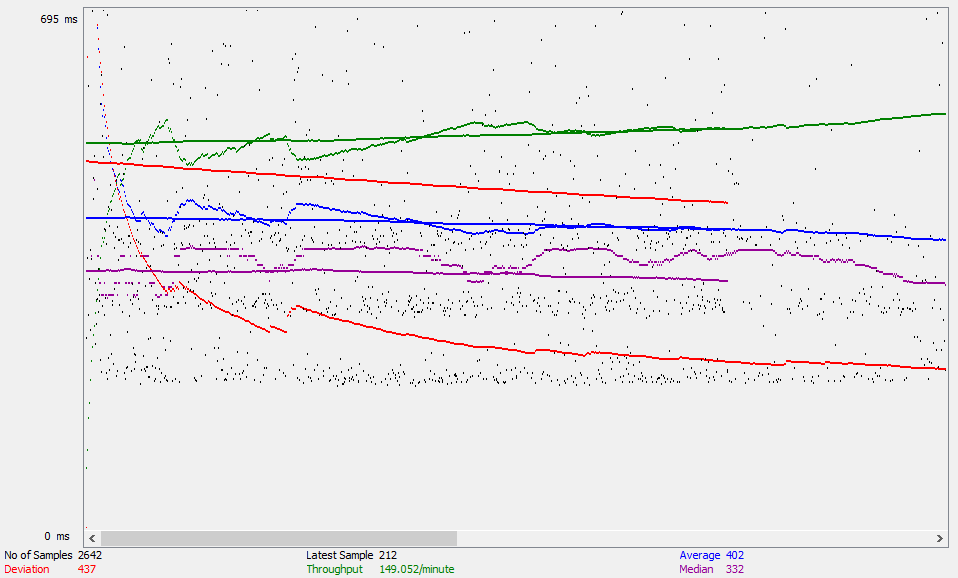 695 ms
0 ms
No of Samples 2642 Latest Sample 212 Average 402
Deviation 437 Throughput 149.052/minute Median 332